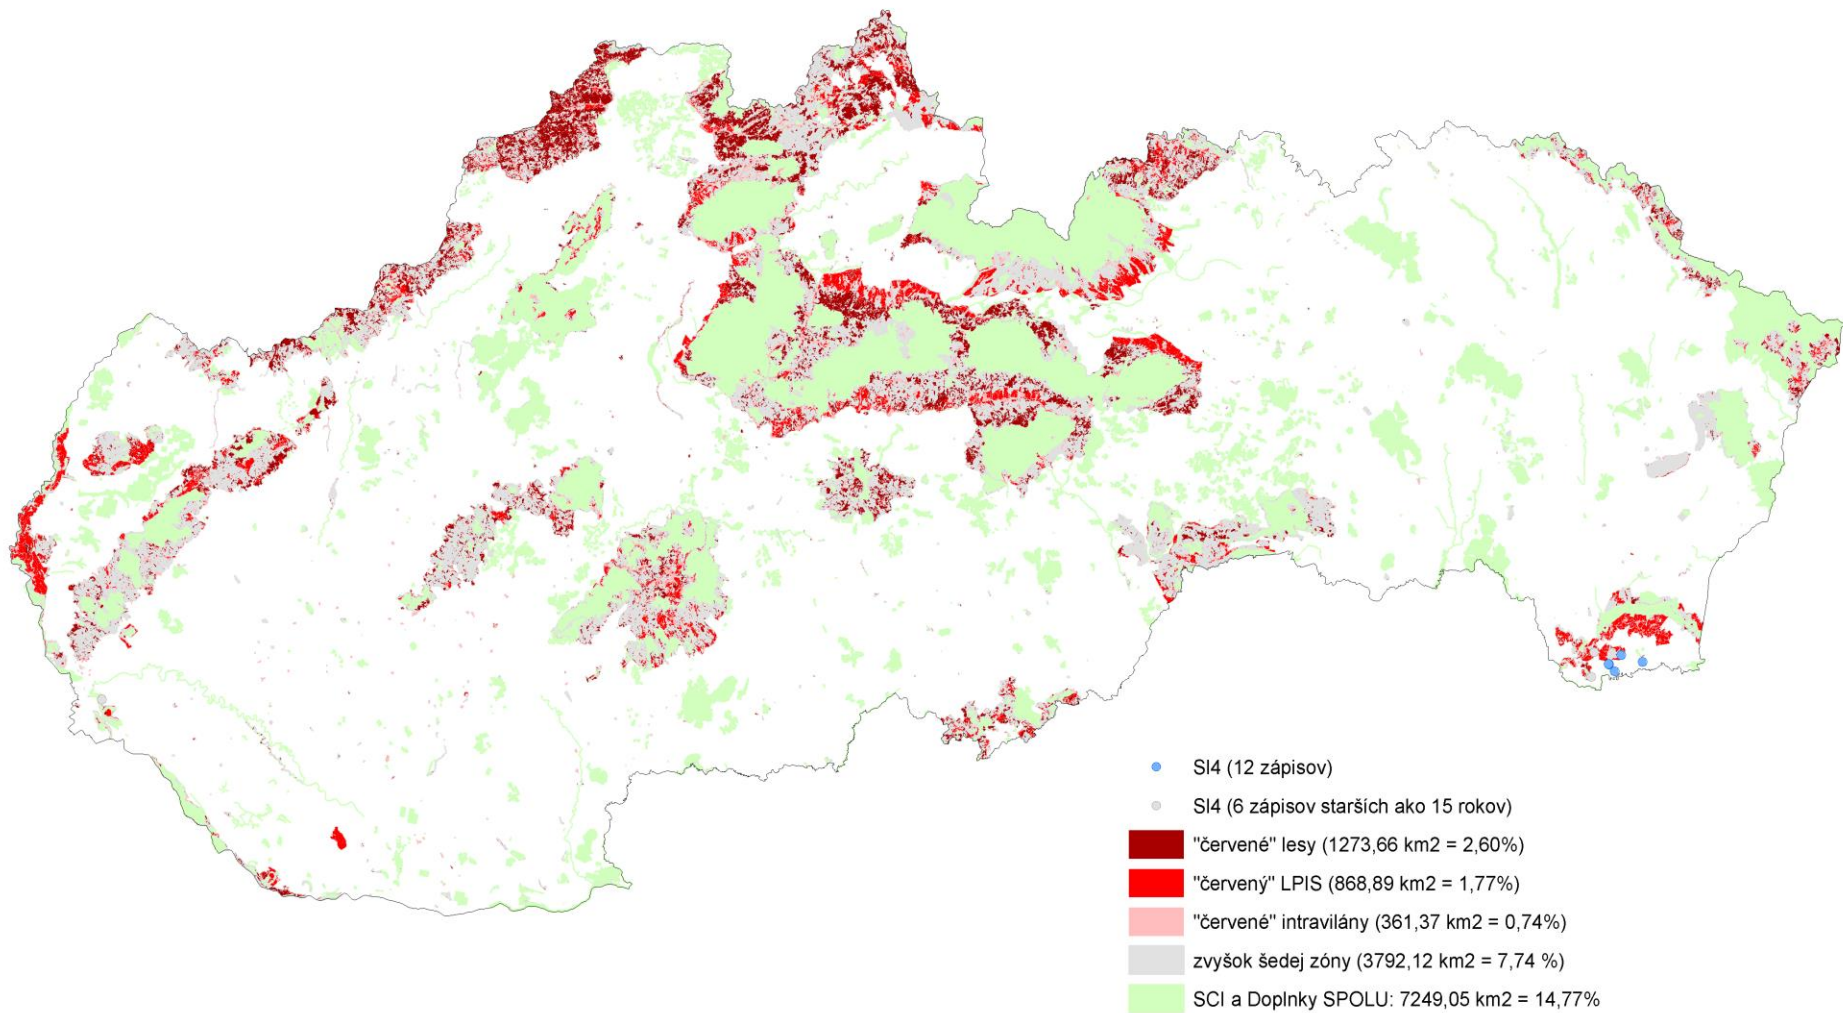 SI4 (12 zápisov)
SI4 (6 zápisov starších ako 15 rokov)
"červené" lesy (1273,66 km2 = 2,60%)
"červený" LPIS (868,89 km2 = 1,77%)
"červené" intravilány (361,37 km2 = 0,74%)
zvyšok šedej zóny (3792,12 km2 = 7,74 %)
SCI a Doplnky SPOLU: 7249,05 km2 = 14,77%